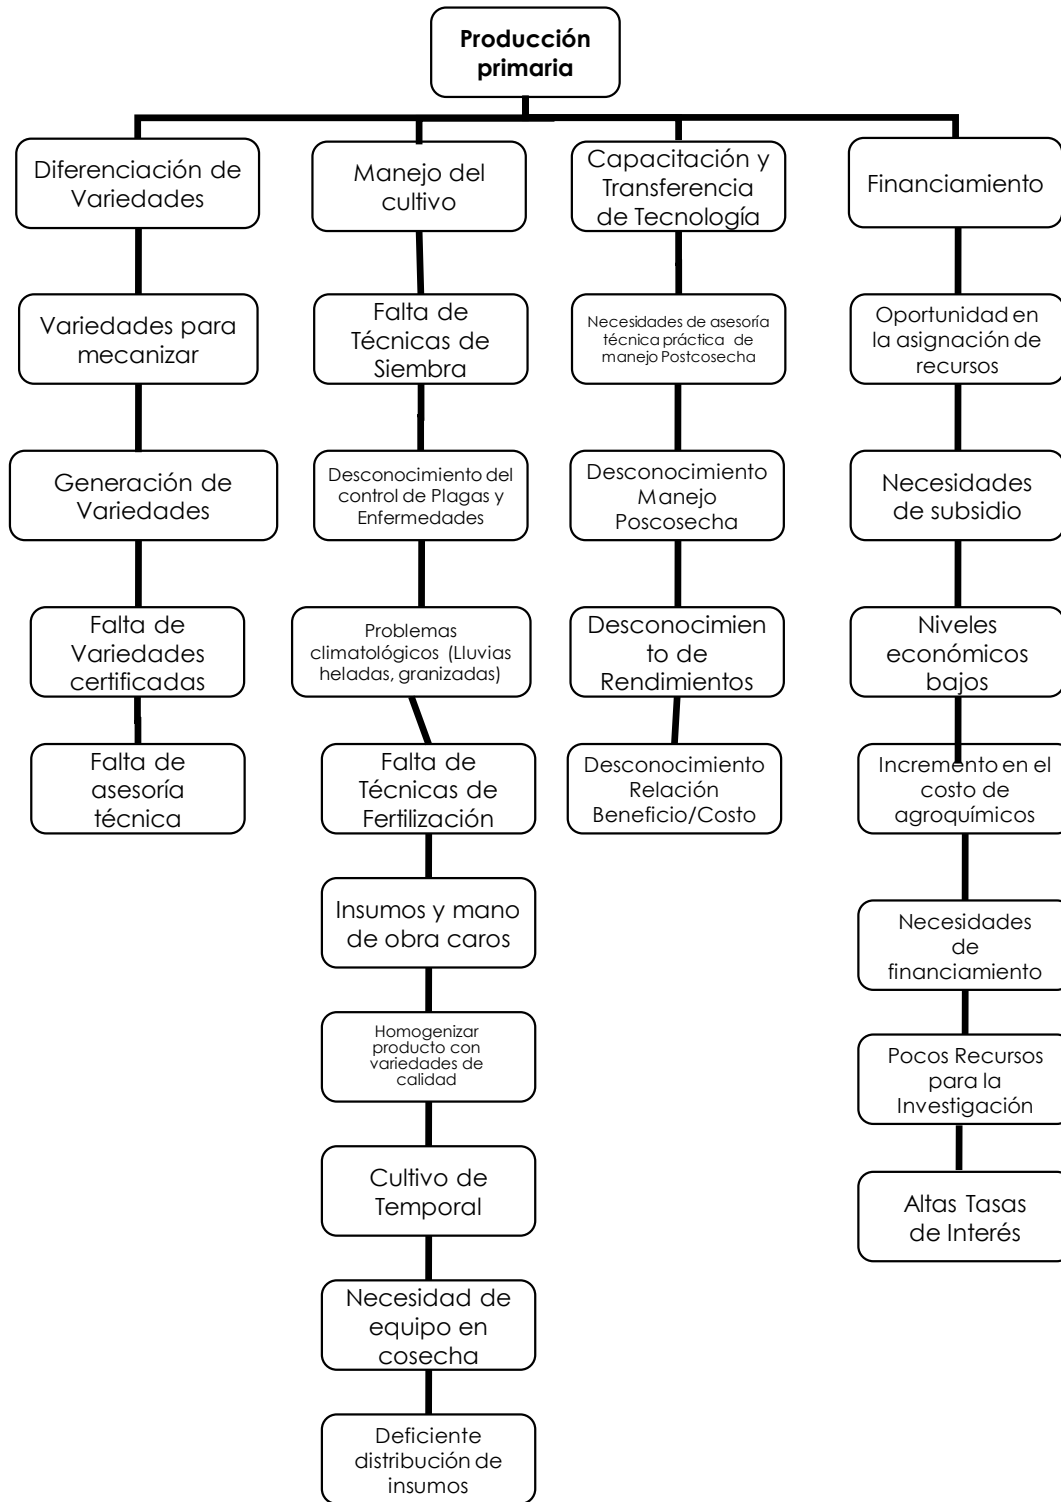 Producción
primaria
Diferenciación de
Variedades
Variedades para
mecanizar
Generación de
Variedades
Falta de
Variedades
certificadas
Falta de
asesoría
técnica
Manejo del
cultivo
Falta de
Técnicas de
Siembra
Desconocimiento del
control de Plagas y
Enfermedades
Problemas
climatológicos (Lluvias
heladas, granizadas)
Falta de
Técnicas de
Fertilización
Insumos y mano
de obra caros
Homogenizar
producto con
variedades de
calidad
Cultivo de
Temporal
Necesidad de
equipo en
cosecha
Deficiente
distribución de
insumos
Capacitación y
Transferencia
de Tecnología
Necesidades de asesoría
técnica práctica de
manejo Postcosecha
Desconocimiento
Manejo
Poscosecha
Desconocimien
to de
Rendimientos
Desconocimiento
Relación
Beneficio/Costo
Financiamiento
Oportunidad en
la asignación de
recursos
Necesidades
de subsidio
Niveles
económicos
bajos
Incremento en el
costo de
agroquímicos
Necesidades
de
financiamiento
Pocos Recursos
para la
Investigación
Altas Tasas
de Interés